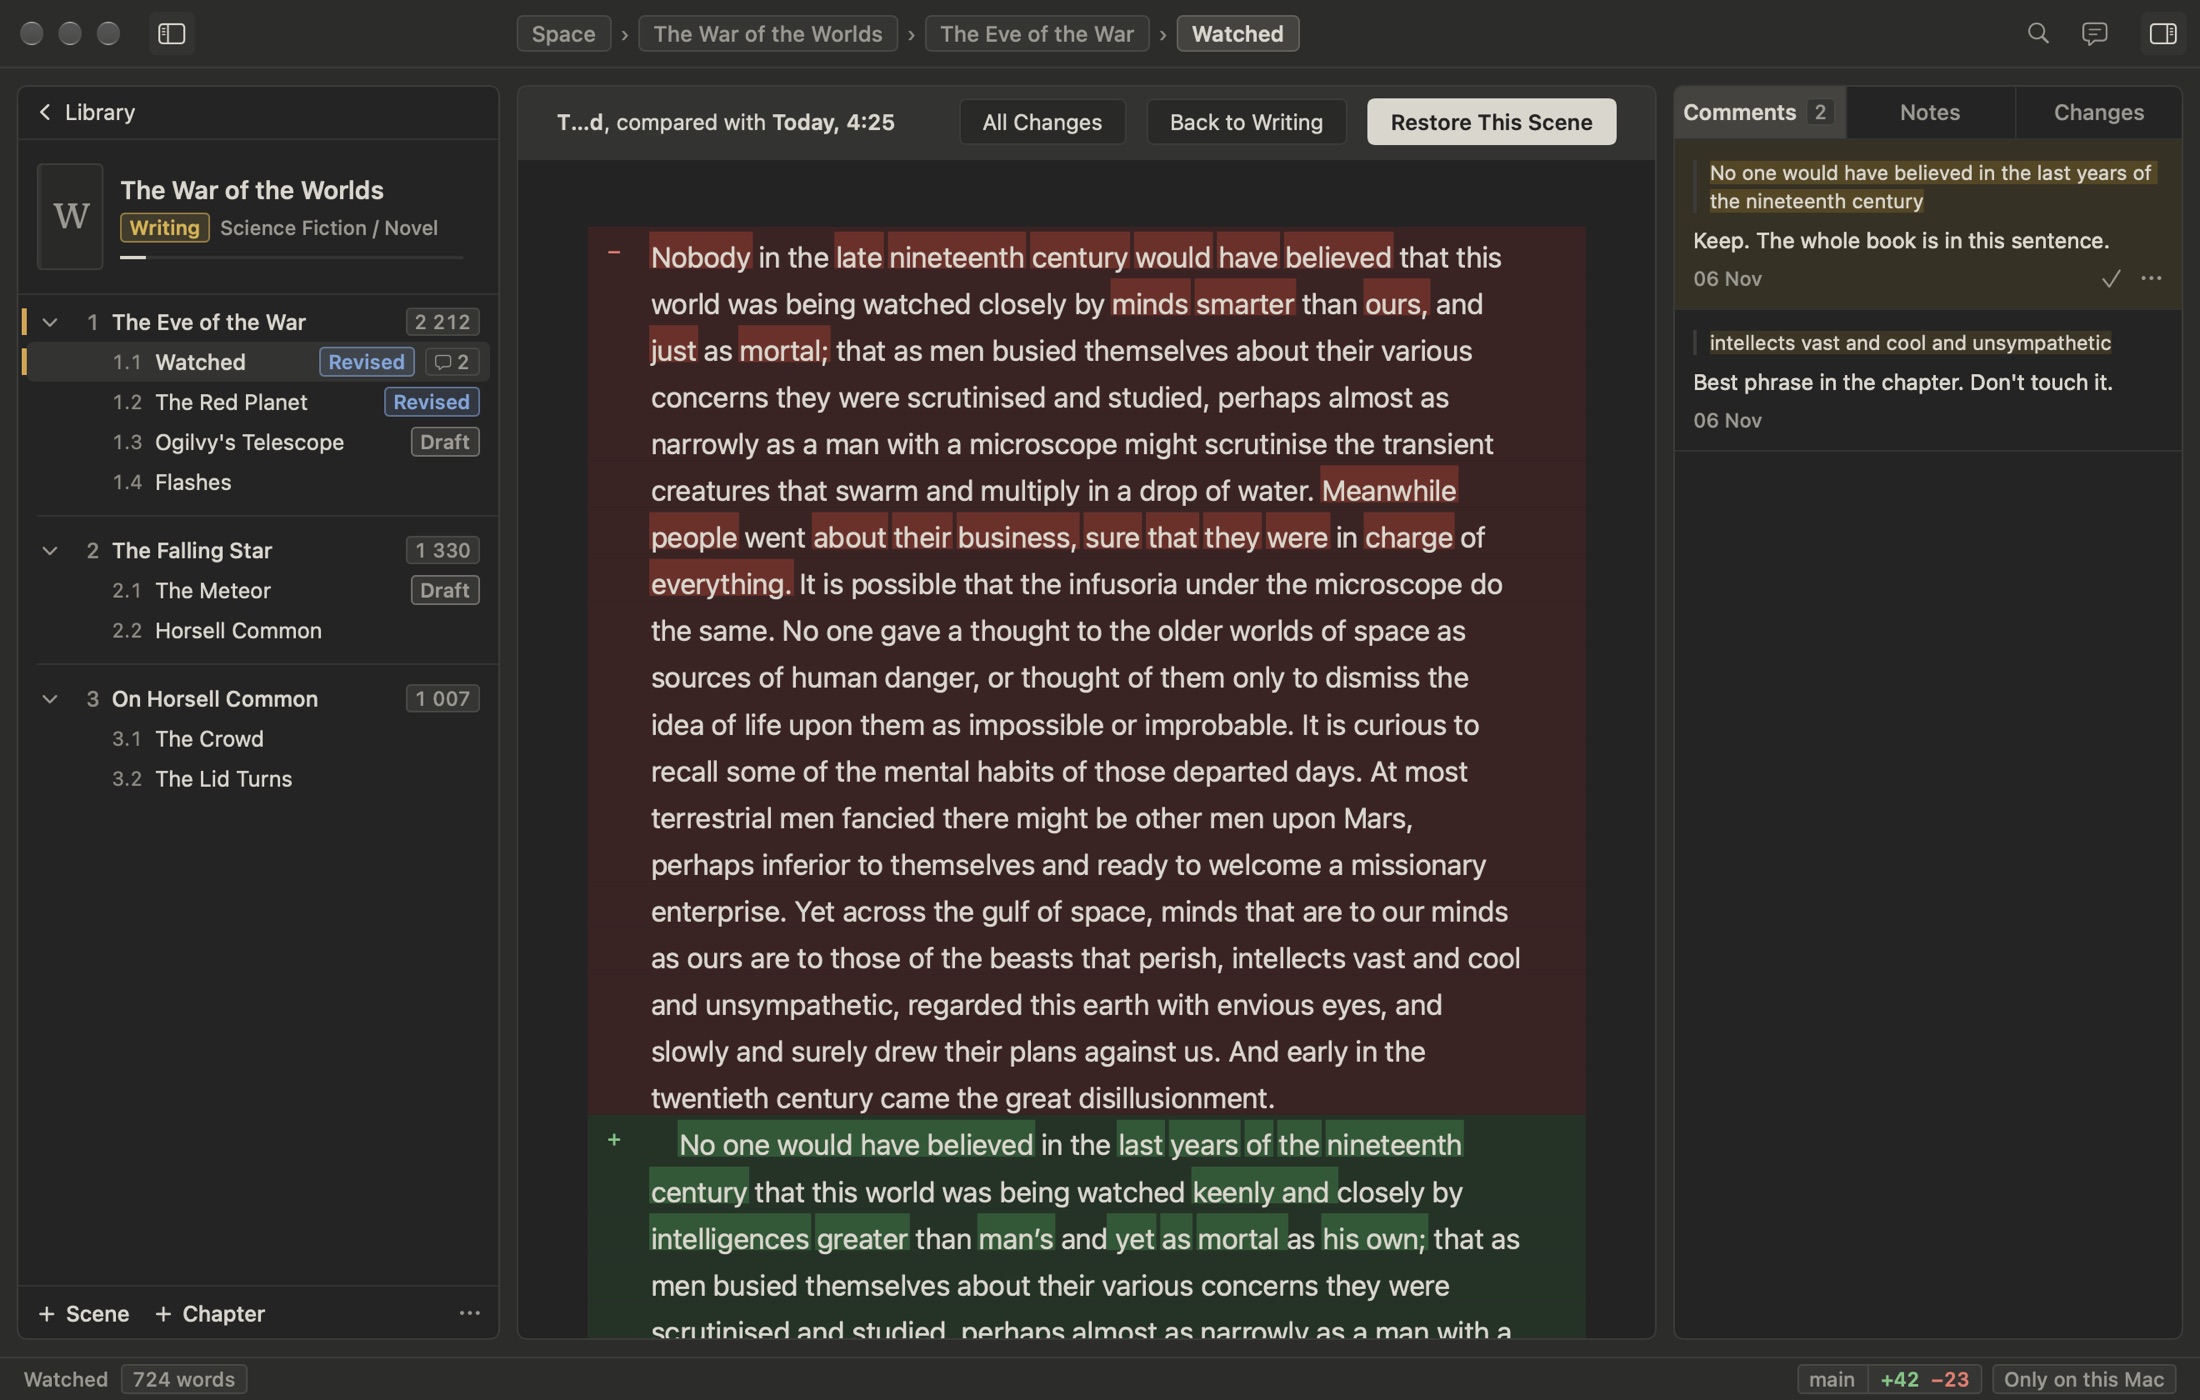 Space › The War of the Worlds › The Eve of the War › Watched
Library
W
The War of the Worlds
Writing Science Fiction / Novel
1 The Eve of the War 2 212
1.1 Watched Revised 2
1.2 The Red Planet Revised
1.3 Ogilvy's Telescope Draft
1.4 Flashes
2 The Falling Star 1 330
2.1 The Meteor Draft
2.2 Horsell Common
3 On Horsell Common 1 007
3.1 The Crowd
3.2 The Lid Turns
+ Scene + Chapter ···
T...d, compared with Today, 4:25 All Changes Back to Writing Restore This Scene
− Nobody in the late nineteenth century would have believed that this
world was being watched closely by minds smarter than ours, and
just as mortal; that as men busied themselves about their various
concerns they were scrutinised and studied, perhaps almost as
narrowly as a man with a microscope might scrutinise the transient
creatures that swarm and multiply in a drop of water. Meanwhile
people went about their business, sure that they were in charge of
everything. It is possible that the infusoria under the microscope do
the same. No one gave a thought to the older worlds of space as
sources of human danger, or thought of them only to dismiss the
idea of life upon them as impossible or improbable. It is curious to
recall some of the mental habits of those departed days. At most
terrestrial men fancied there might be other men upon Mars,
perhaps inferior to themselves and ready to welcome a missionary
enterprise. Yet across the gulf of space, minds that are to our minds
as ours are to those of the beasts that perish, intellects vast and cool
and unsympathetic, regarded this earth with envious eyes, and
slowly and surely drew their plans against us. And early in the
twentieth century came the great disillusionment.
+ No one would have believed in the last years of the nineteenth
century that this world was being watched keenly and closely by
intelligences greater than man’s and yet as mortal as his own; that as
men busied themselves about their various concerns they were
scrutinised and studied, perhaps almost as narrowly as a man with a
Comments 2 Notes Changes
No one would have believed in the last years of
the nineteenth century
Keep. The whole book is in this sentence.
06 Nov ···
intellects vast and cool and unsympathetic
Best phrase in the chapter. Don't touch it.
06 Nov
Watched 724 words
main +42 −23 Only on this Mac